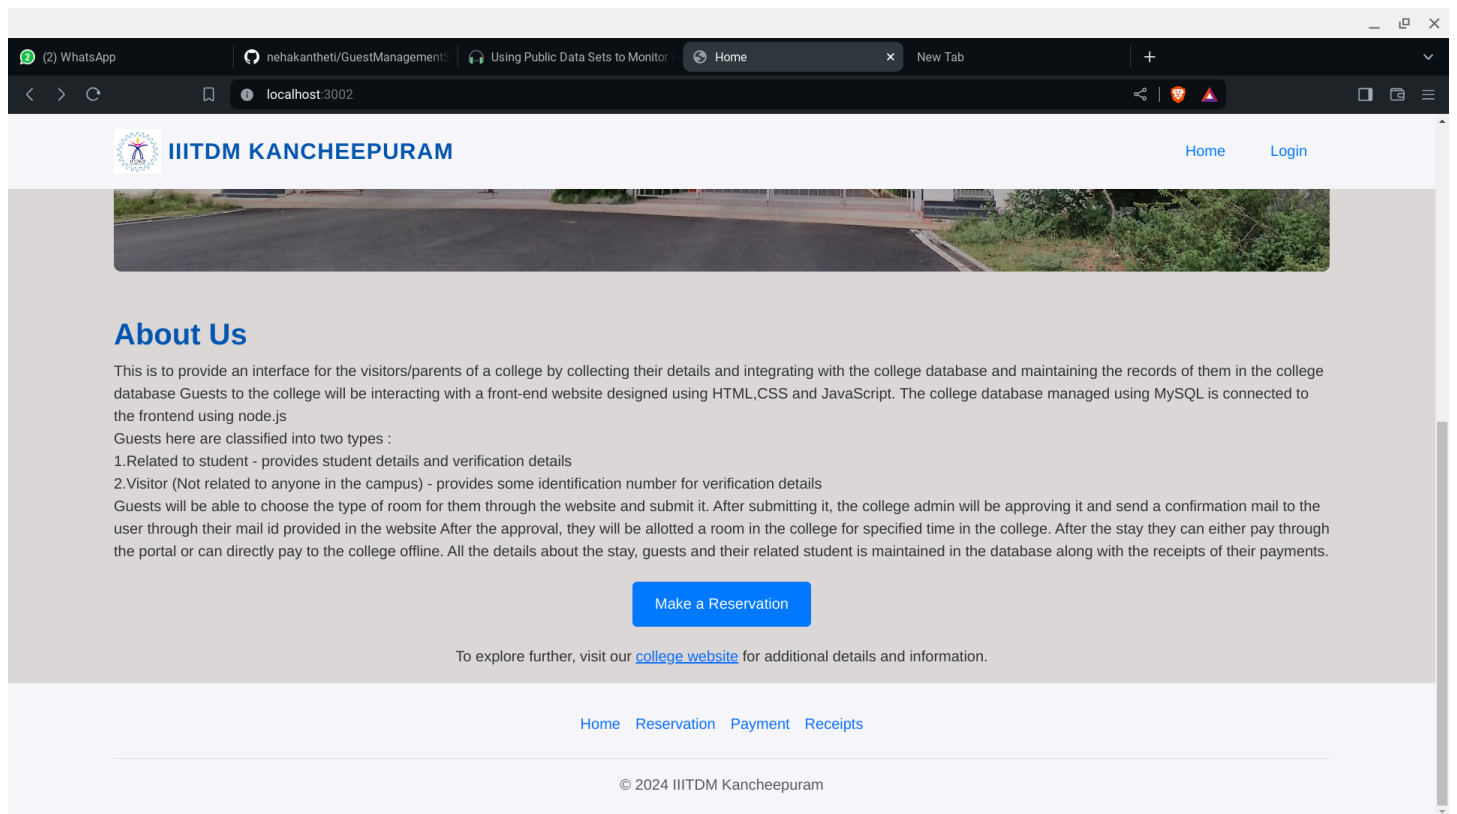 (2) WhatsApp
nehakantheti/GuestManagementS
Using Public Data Sets to Monitor
Home
New Tab
localhost:3002
IIITDM KANCHEEPURAM
Home
Login
About Us
This is to provide an interface for the visitors/parents of a college by collecting their details and integrating with the college database and maintaining the records of them in the college
database Guests to the college will be interacting with a front-end website designed using HTML,CSS and JavaScript. The college database managed using MySQL is connected to
the frontend using node.js
Guests here are classified into two types :
1.Related to student - provides student details and verification details
2.Visitor (Not related to anyone in the campus) - provides some identification number for verification details
Guests will be able to choose the type of room for them through the website and submit it. After submitting it, the college admin will be approving it and send a confirmation mail to the
user through their mail id provided in the website After the approval, they will be allotted a room in the college for specified time in the college. After the stay they can either pay through
the portal or can directly pay to the college offline. All the details about the stay, guests and their related student is maintained in the database along with the receipts of their payments.
Make a Reservation
To explore further, visit our college website for additional details and information.
Home Reservation Payment Receipts
© 2024 IIITDM Kancheepuram